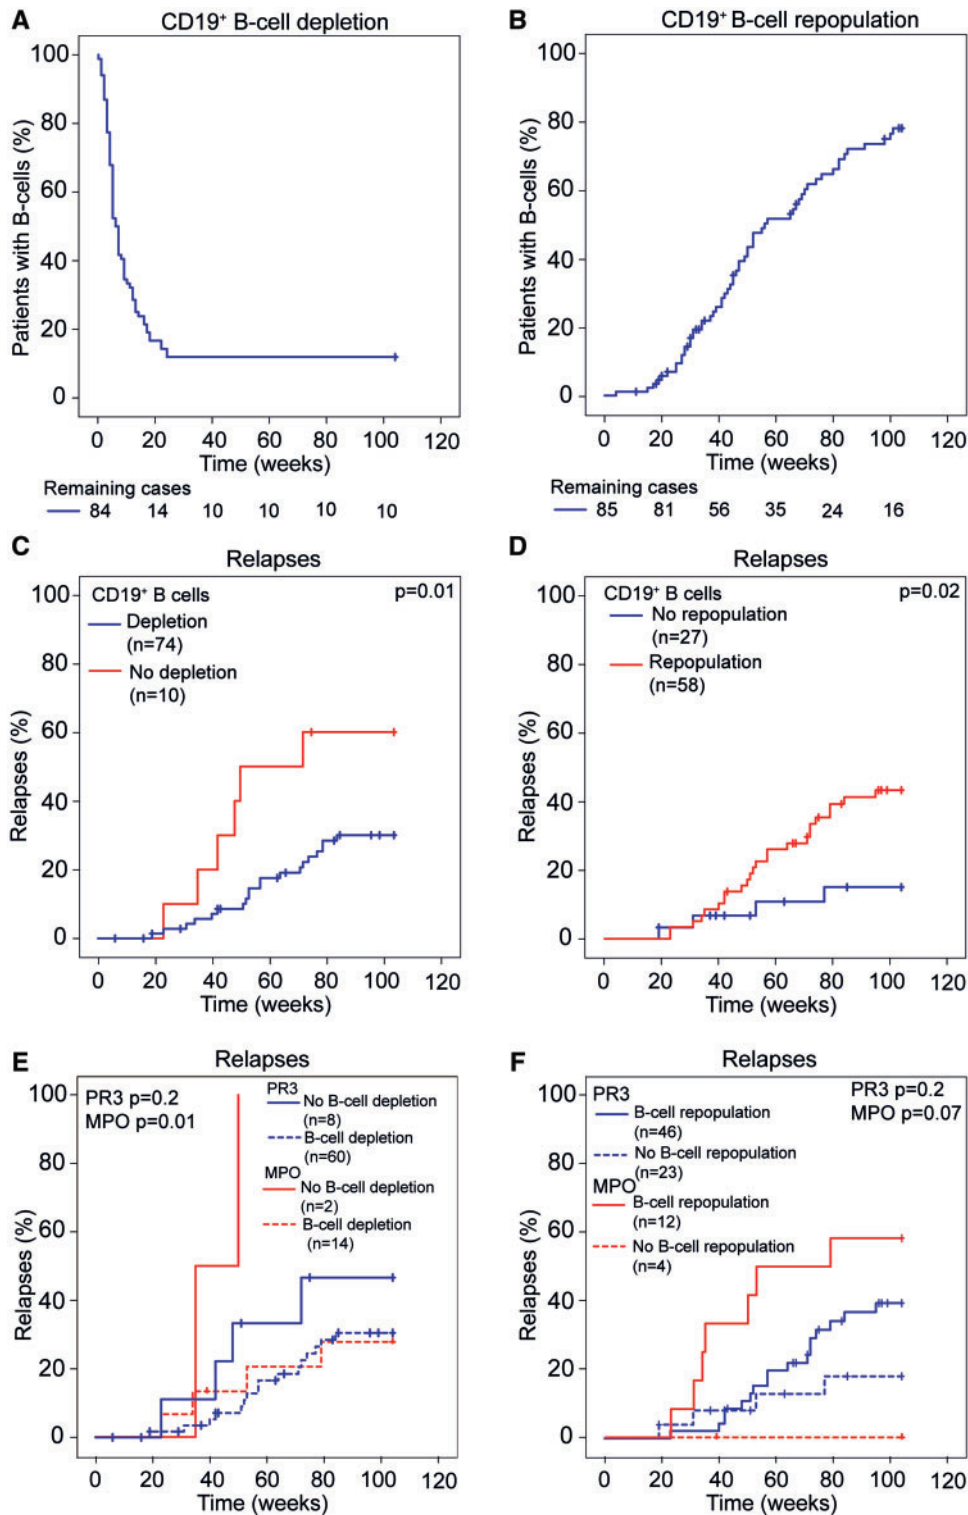 A
CD19⁺ B-cell depletion
Patients with B-cells (%)
100
80
60
40
20
0
0 20 40 60 80 100 120
Time (weeks)
Remaining cases
84 14 10 10 10 10
B
CD19⁺ B-cell repopulation
Patients with B-cells (%)
100
80
60
40
20
0
0 20 40 60 80 100 120
Time (weeks)
Remaining cases
85 81 56 35 24 16
C
Relapses
Relapses (%)
100
80
60
40
20
0
CD19⁺ B cells
p=0.01
Depletion
(n=74)
No depletion
(n=10)
0 20 40 60 80 100 120
Time (weeks)
D
Relapses
Relapses (%)
100
80
60
40
20
0
CD19⁺ B cells
p=0.02
No repopulation
(n=27)
Repopulation
(n=58)
0 20 40 60 80 100 120
Time (weeks)
E
Relapses
Relapses (%)
100
80
60
40
20
0
PR3 p=0.2
MPO p=0.01
PR3
No B-cell depletion
(n=8)
B-cell depletion
(n=60)
MPO
No B-cell depletion
(n=2)
B-cell depletion
(n=14)
0 20 40 60 80 100 120
Time (weeks)
F
Relapses
Relapses (%)
100
80
60
40
20
0
PR3 p=0.2
MPO p=0.07
PR3
B-cell repopulation
(n=46)
No B-cell repopulation
(n=23)
MPO
B-cell repopulation
(n=12)
No B-cell repopulation
(n=4)
0 20 40 60 80 100 120
Time (weeks)